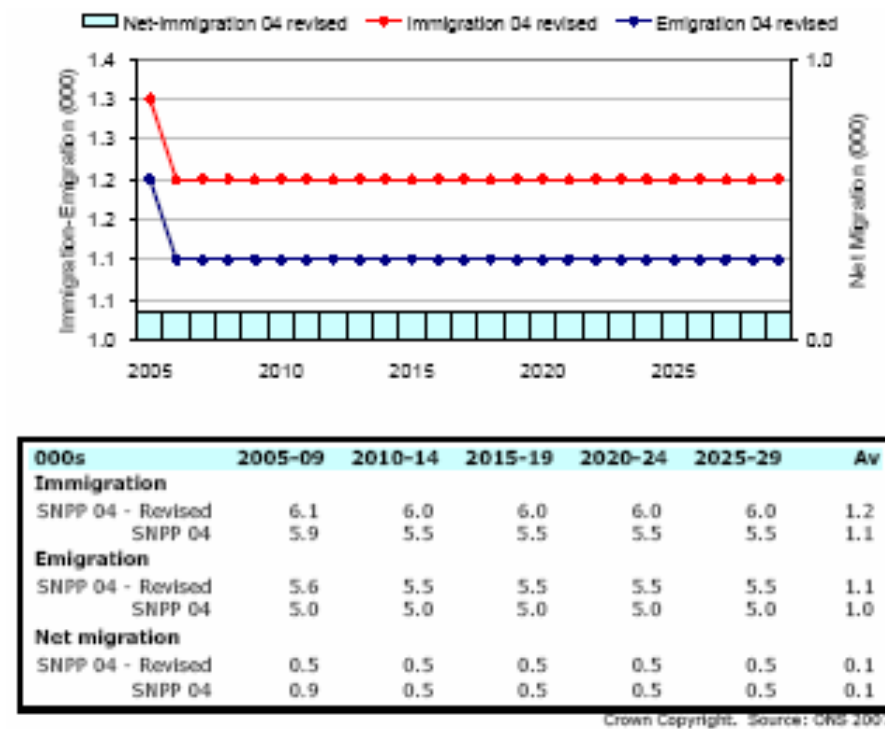 Net-Immigration 04 revised Immigration 04 revised Emigration 04 revised
Immigration-Emigration (000)
1.4
1.3
1.3
1.2
1.2
1.1
1.1
1.0
1.0
0.0
Net Migration (000)
2005 2010 2015 2020 2025
000s 2005-09 2010-14 2015-19 2020-24 2025-29 Av
Immigration
SNPP 04 - Revised 6.1 6.0 6.0 6.0 6.0 1.2
SNPP 04 5.9 5.5 5.5 5.5 5.5 1.1
Emigration
SNPP 04 - Revised 5.6 5.5 5.5 5.5 5.5 1.1
SNPP 04 5.0 5.0 5.0 5.0 5.0 1.0
Net migration
SNPP 04 - Revised 0.5 0.5 0.5 0.5 0.5 0.1
SNPP 04 0.9 0.5 0.5 0.5 0.5 0.1
Crown Copyright. Source: ONS